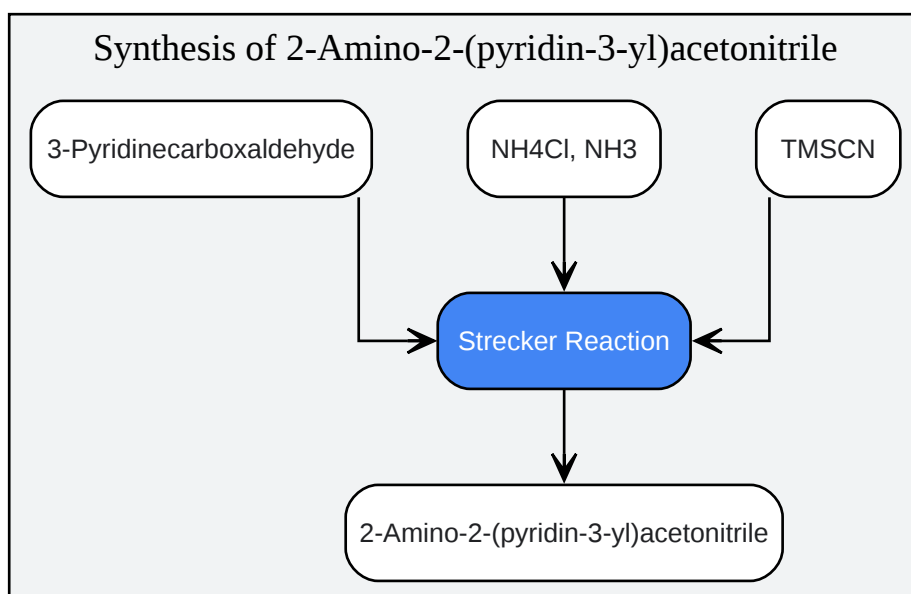 Synthesis of 2-Amino-2-(pyridin-3-yl)acetonitrile
3-Pyridinecarboxaldehyde
NH4Cl, NH3
TMSCN
Strecker Reaction
2-Amino-2-(pyridin-3-yl)acetonitrile